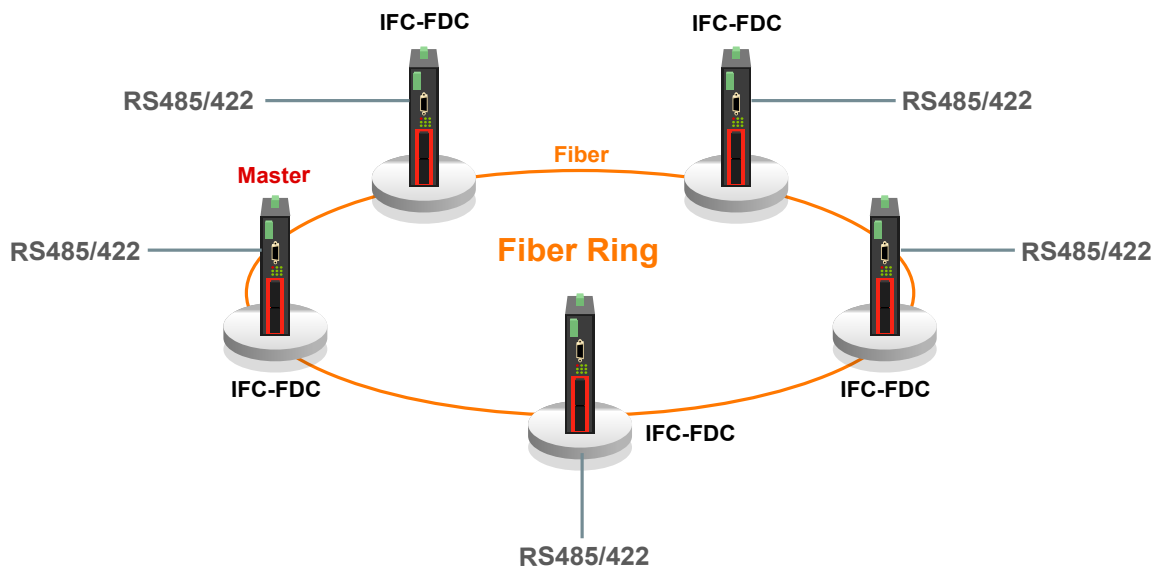 IFC-FDC
IFC-FDC
RS485/422
RS485/422
Fiber
Master
RS485/422
Fiber Ring
RS485/422
IFC-FDC
IFC-FDC
IFC-FDC
RS485/422